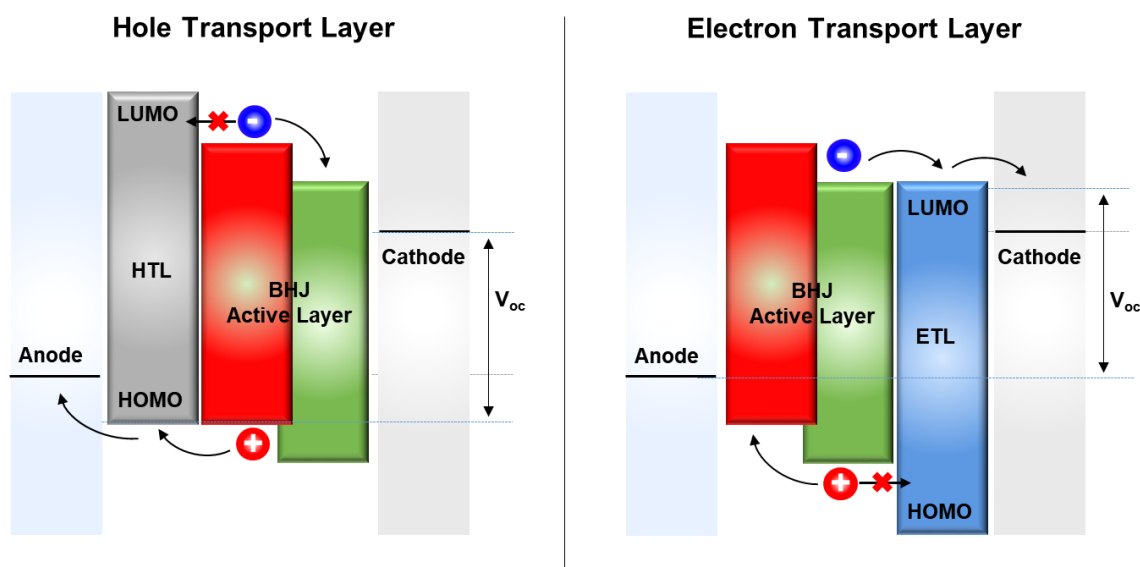 Hole Transport Layer
LUMO
-
HTL
BHJ
Active Layer
Cathode
Voc
Anode
HOMO
+
Electron Transport Layer
-
LUMO
Cathode
BHJ
Active Layer
Voc
ETL
Anode
+
HOMO